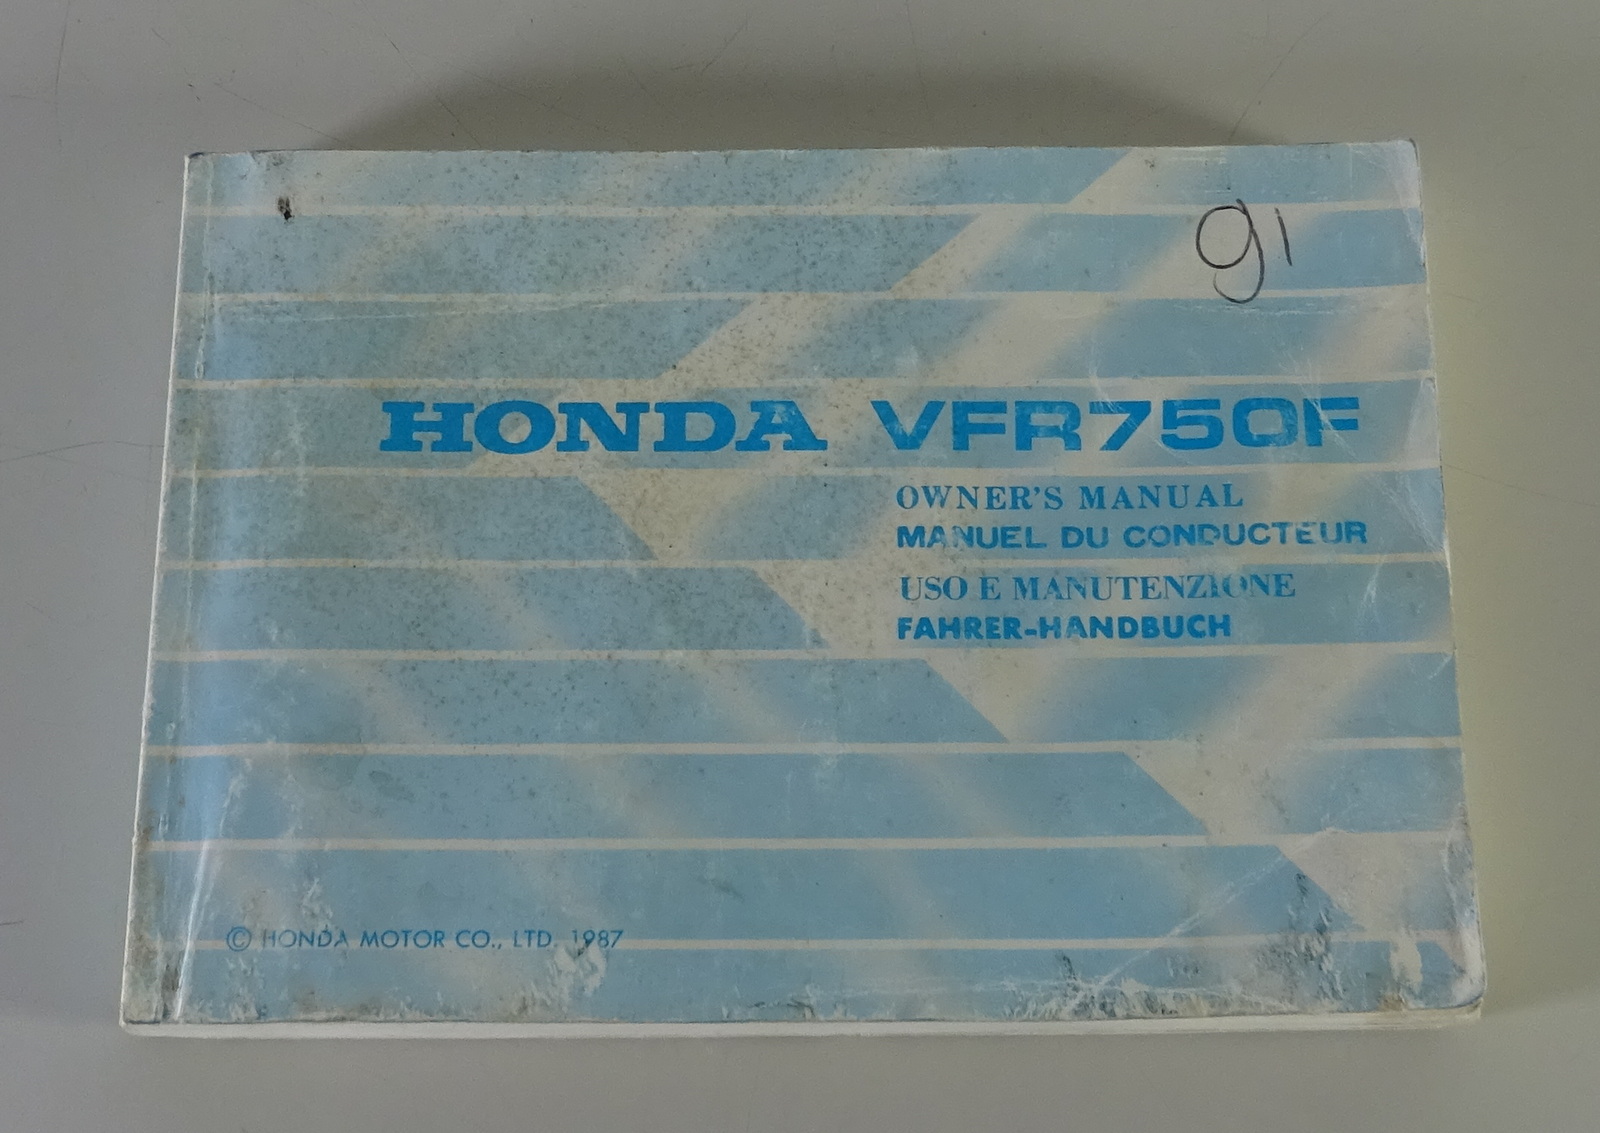 91
HONDA VFR750F
OWNER'S MANUAL
MANUEL DU CONDUCTEUR
USO E MANUTENZIONE
FAHRER-HANDBUCH
© HONDA MOTOR CO., LTD. 1987